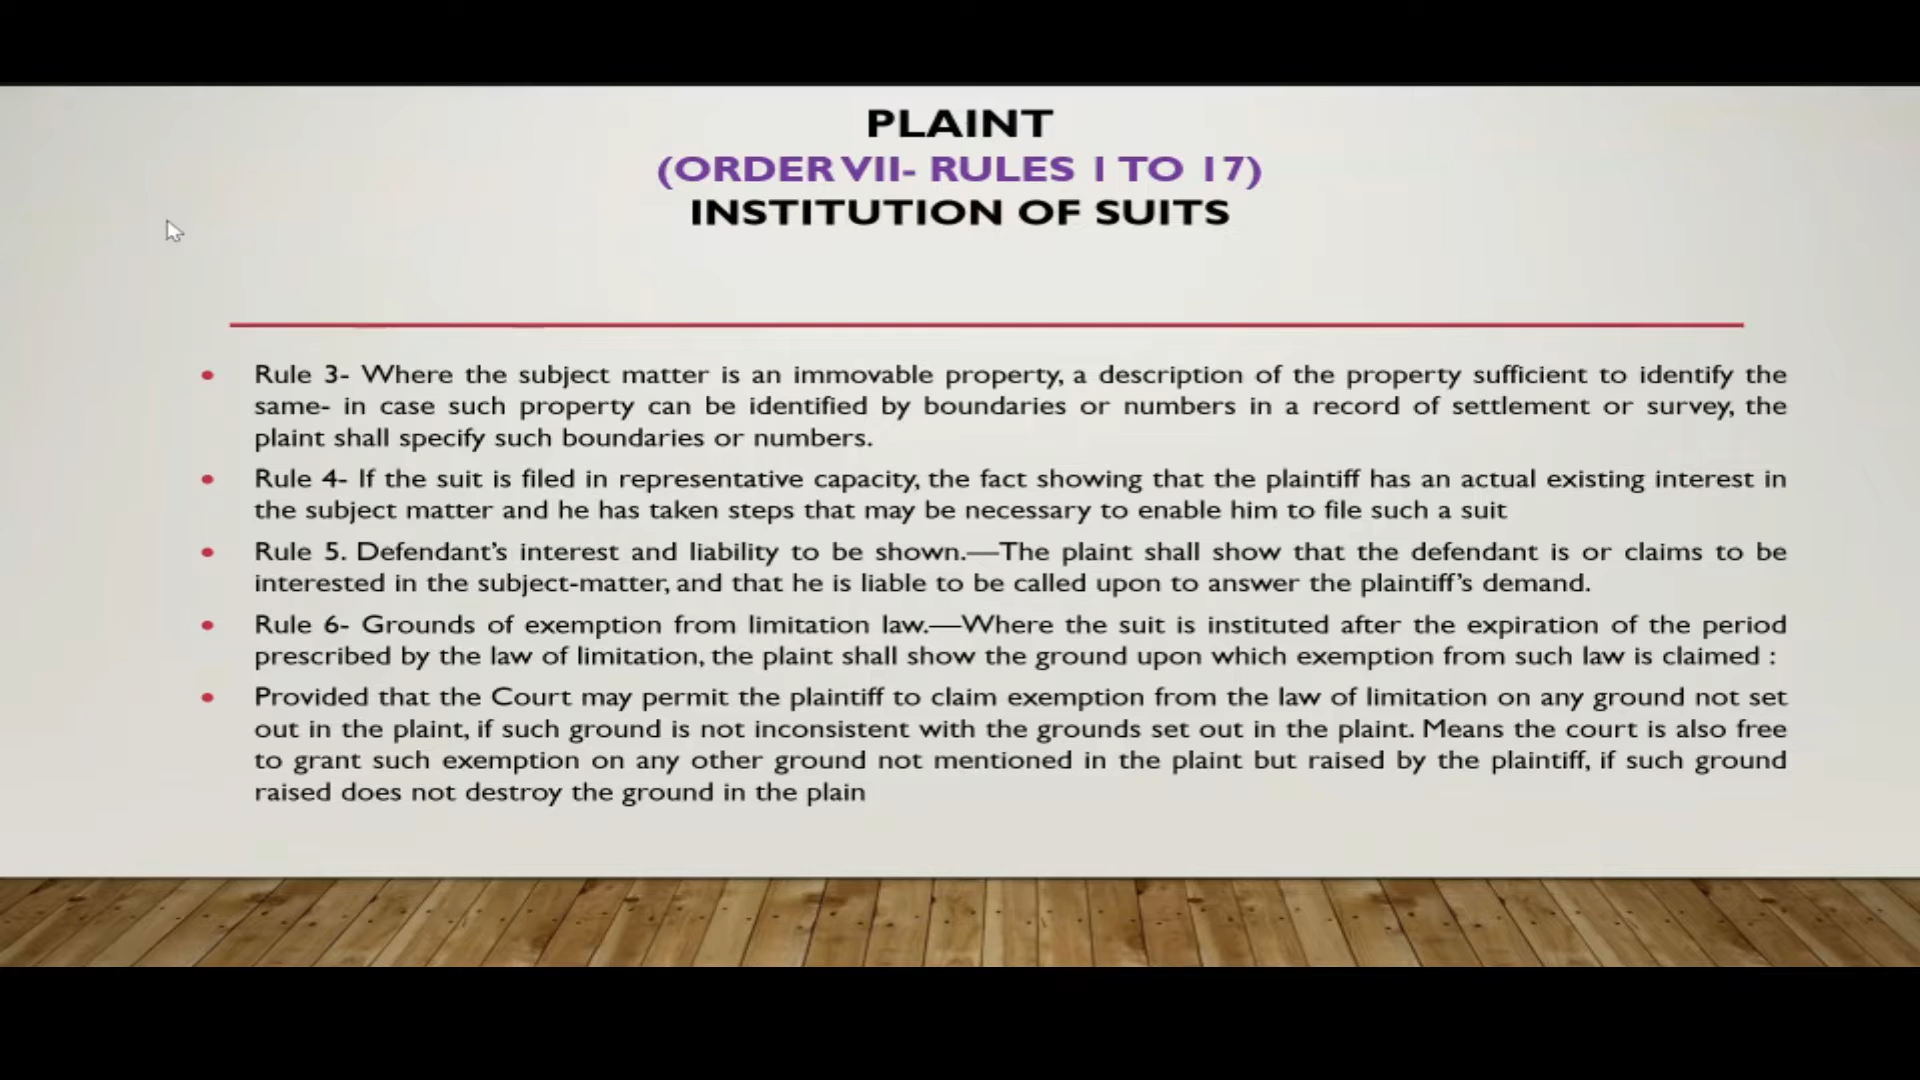 PLAINT
(ORDER VII- RULES 1 TO 17)
INSTITUTION OF SUITS
• Rule 3- Where the subject matter is an immovable property, a description of the property sufficient to identify the
same- in case such property can be identified by boundaries or numbers in a record of settlement or survey, the
plaint shall specify such boundaries or numbers.
• Rule 4- If the suit is filed in representative capacity, the fact showing that the plaintiff has an actual existing interest in
the subject matter and he has taken steps that may be necessary to enable him to file such a suit
• Rule 5. Defendant’s interest and liability to be shown.—The plaint shall show that the defendant is or claims to be
interested in the subject-matter, and that he is liable to be called upon to answer the plaintiff’s demand.
• Rule 6- Grounds of exemption from limitation law.—Where the suit is instituted after the expiration of the period
prescribed by the law of limitation, the plaint shall show the ground upon which exemption from such law is claimed :
• Provided that the Court may permit the plaintiff to claim exemption from the law of limitation on any ground not set
out in the plaint, if such ground is not inconsistent with the grounds set out in the plaint. Means the court is also free
to grant such exemption on any other ground not mentioned in the plaint but raised by the plaintiff, if such ground
raised does not destroy the ground in the plain